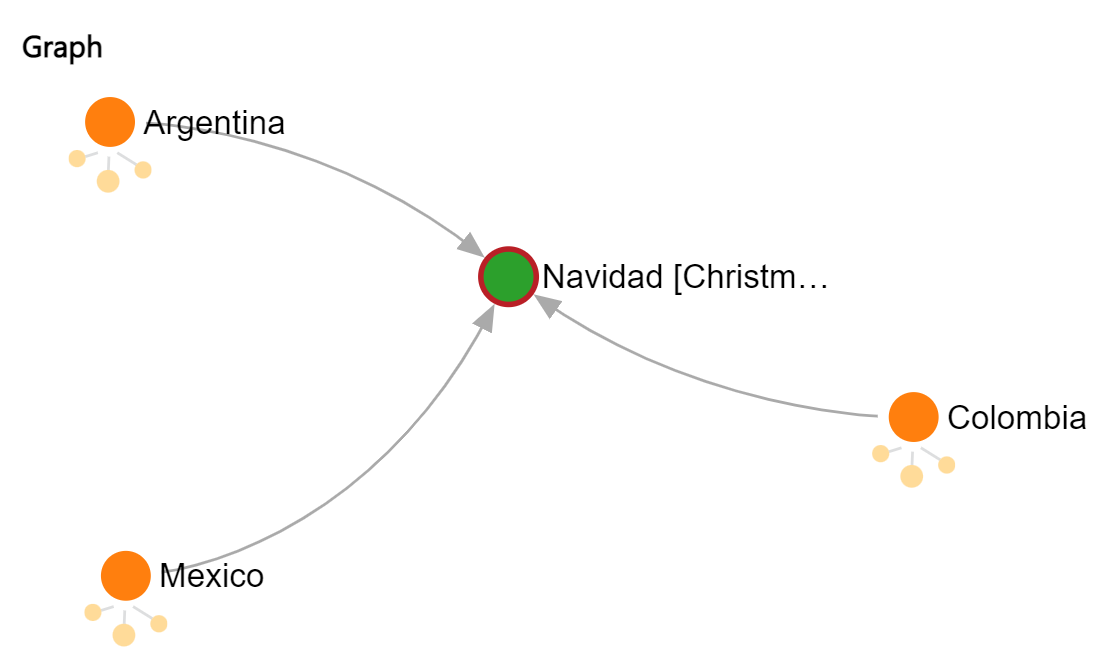 Graph
Argentina
Navidad [Christm…
Colombia
Mexico